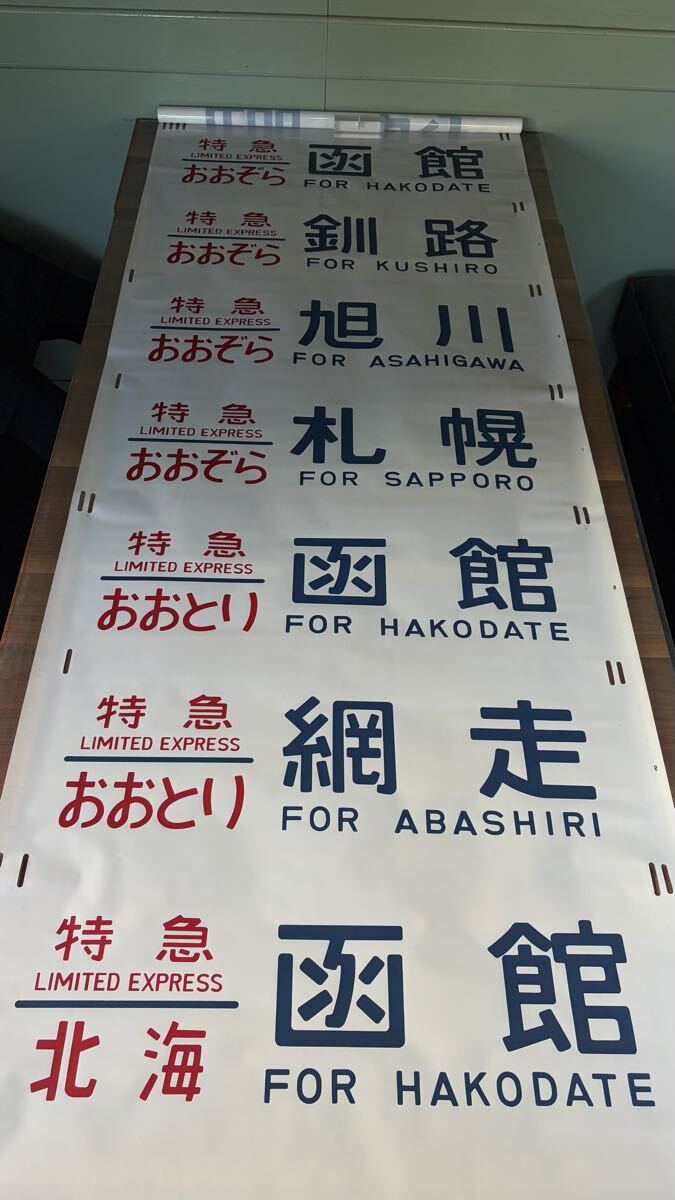 特急
LIMITED EXPRESS
おおぞら
函館
FOR HAKODATE
特急
LIMITED EXPRESS
おおぞら
釧路
FOR KUSHIRO
特急
LIMITED EXPRESS
おおぞら
旭川
FOR ASAHIGAWA
特急
LIMITED EXPRESS
おおぞら
札幌
FOR SAPPORO
特急
LIMITED EXPRESS
おおとり
函館
FOR HAKODATE
特急
LIMITED EXPRESS
おおとり
網走
FOR ABASHIRI
特急
LIMITED EXPRESS
北海
函館
FOR HAKODATE